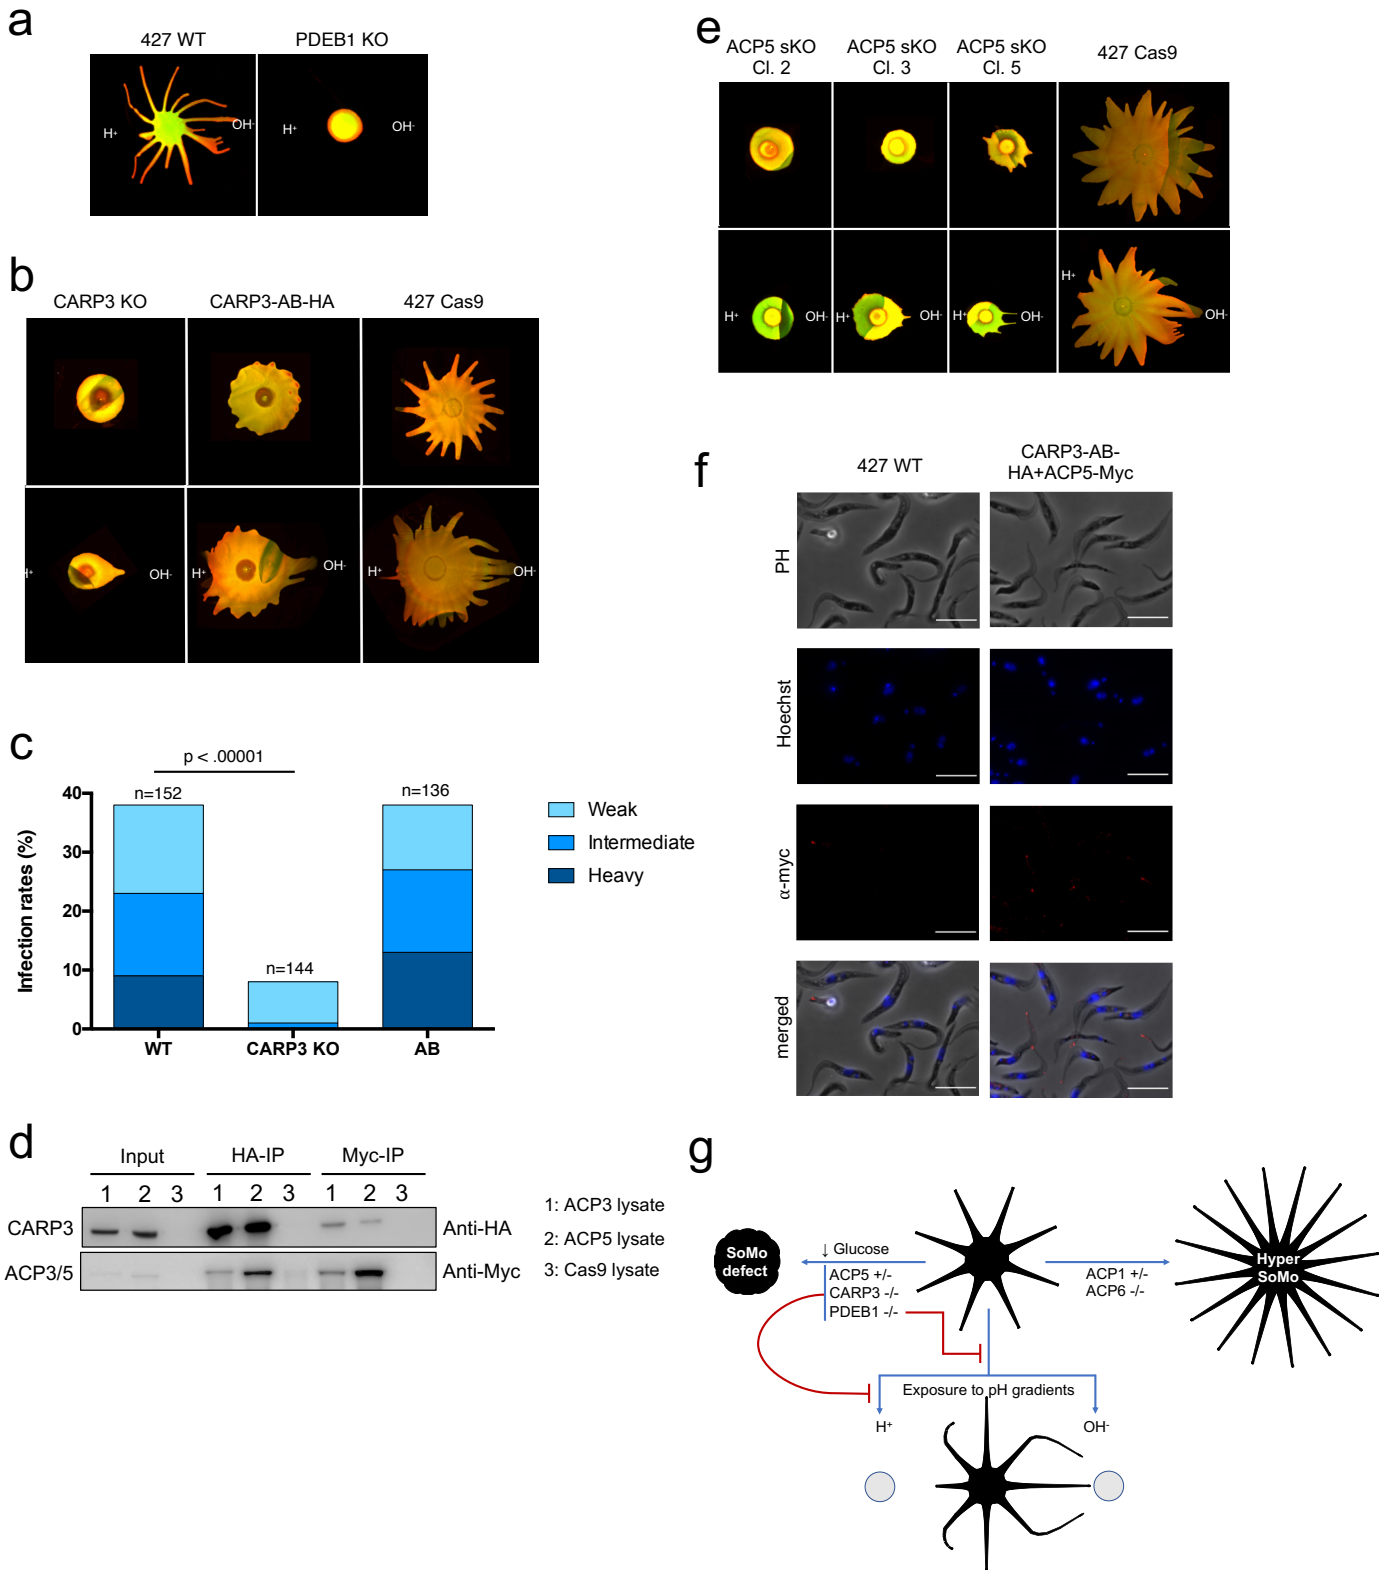 a
427 WT
PDEB1 KO
H+
OH-
H+
OH-
b
CARP3 KO
CARP3-AB-HA
427 Cas9
H+
OH-
H+
OH-
H+
OH-
c
p < .00001
n=152
n=144
n=136
40
30
20
10
0
Infection rates (%)
WT
CARP3 KO
AB
Weak
Intermediate
Heavy
d
Input
HA-IP
Myc-IP
1 2 3
1 2 3
1 2 3
CARP3
Anti-HA
ACP3/5
Anti-Myc
1: ACP3 lysate
2: ACP5 lysate
3: Cas9 lysate
e
ACP5 sKO
Cl. 2
ACP5 sKO
Cl. 3
ACP5 sKO
Cl. 5
427 Cas9
H+
OH-
H+
OH-
H+
OH-
H+
OH-
f
427 WT
CARP3-AB-
HA+ACP5-Myc
PH
Hoechst
α-myc
merged
g
SoMo
defect
↓ Glucose
ACP5 +/-
CARP3 -/-
PDEB1 -/-
ACP1 +/-
ACP6 -/-
Hyper
SoMo
Exposure to pH gradients
H+
OH-